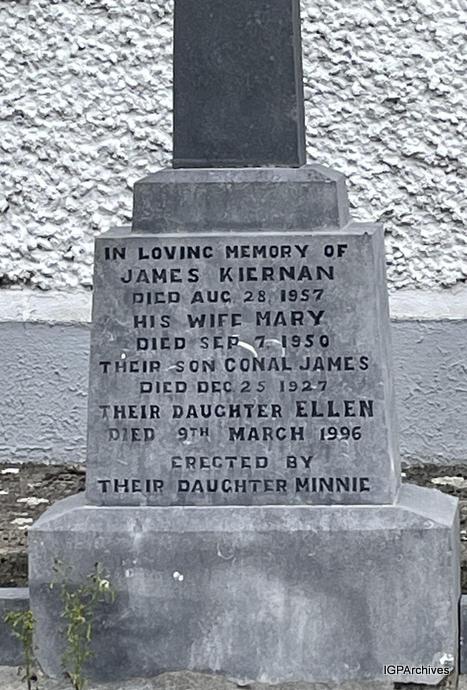 IN LOVING MEMORY OF
JAMES KIERNAN
DIED AUG. 28. 1957
HIS WIFE MARY
DIED SEP. 7. 1950
THEIR SON CONAL JAMES
DIED DEC 25 1927
THEIR DAUGHTER ELLEN
DIED 9TH MARCH 1996
ERECTED BY
THEIR DAUGHTER MINNIE
IGPArchives